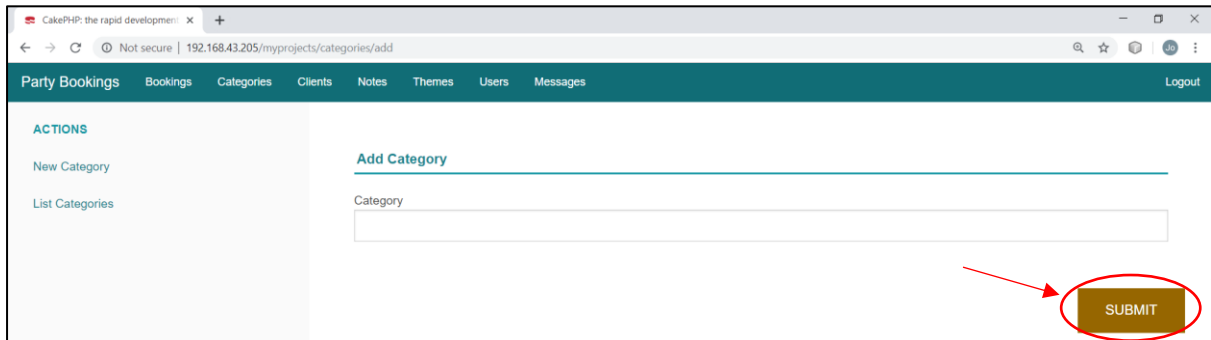 CakePHP: the rapid development
Not secure | 192.168.43.205/myprojects/categories/add
Jo
Party Bookings Bookings Categories Clients Notes Themes Users Messages Logout
ACTIONS
New Category
List Categories
Add Category
Category
SUBMIT